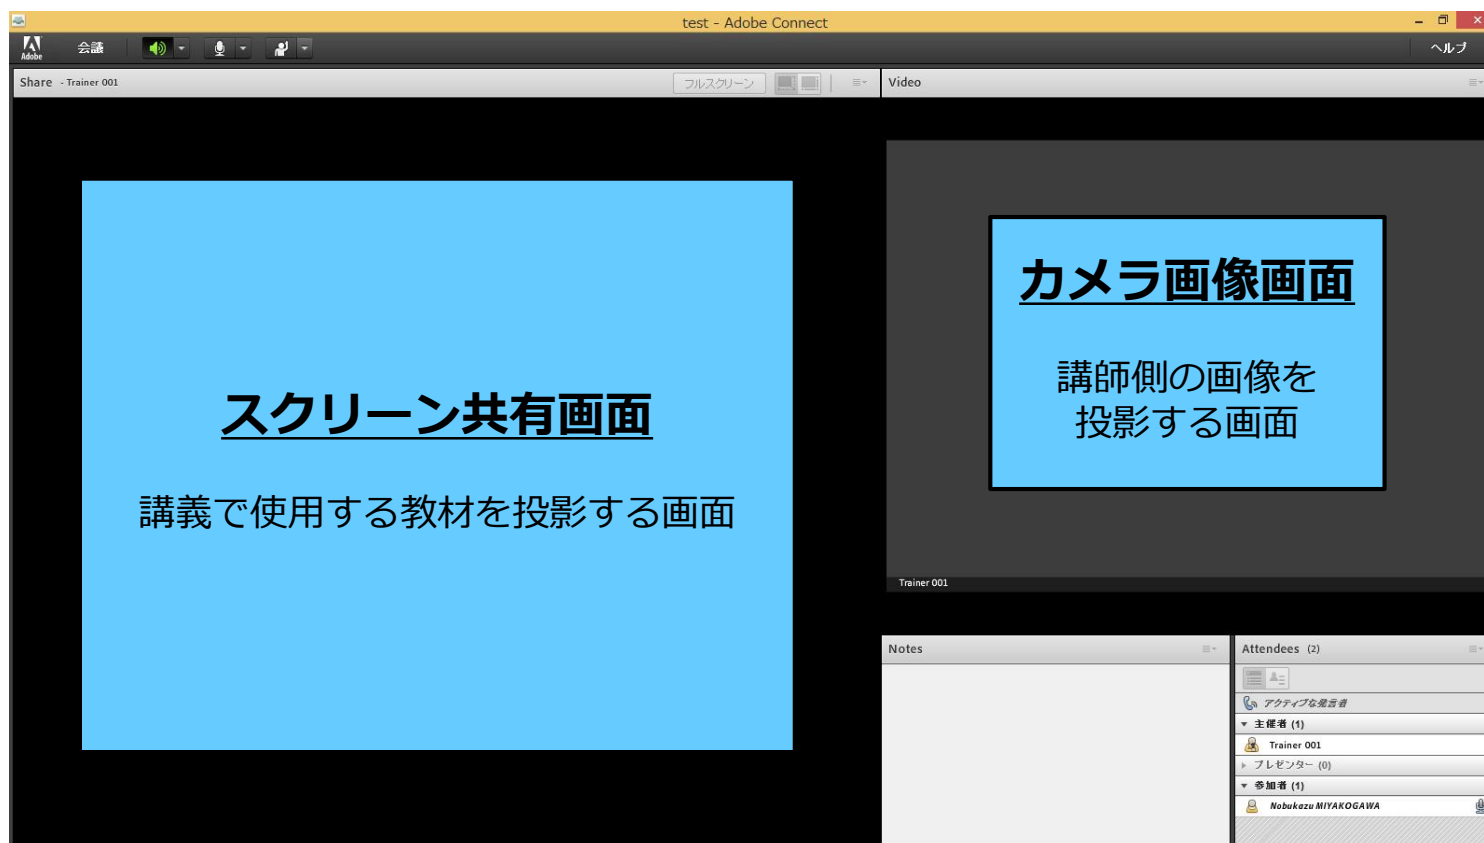 test - Adobe Connect
Adobe
会議
ヘルプ
Share - Trainer 001
フルスクリーン
Video
スクリーン共有画面
講義で使用する教材を投影する画面
カメラ画像画面
講師側の画像を
投影する画面
Trainer 001
Notes
Attendees (2)
アクティブな発言者
主催者 (1)
Trainer 001
プレゼンター (0)
参加者 (1)
Nobukazu MIYAKOGAWA